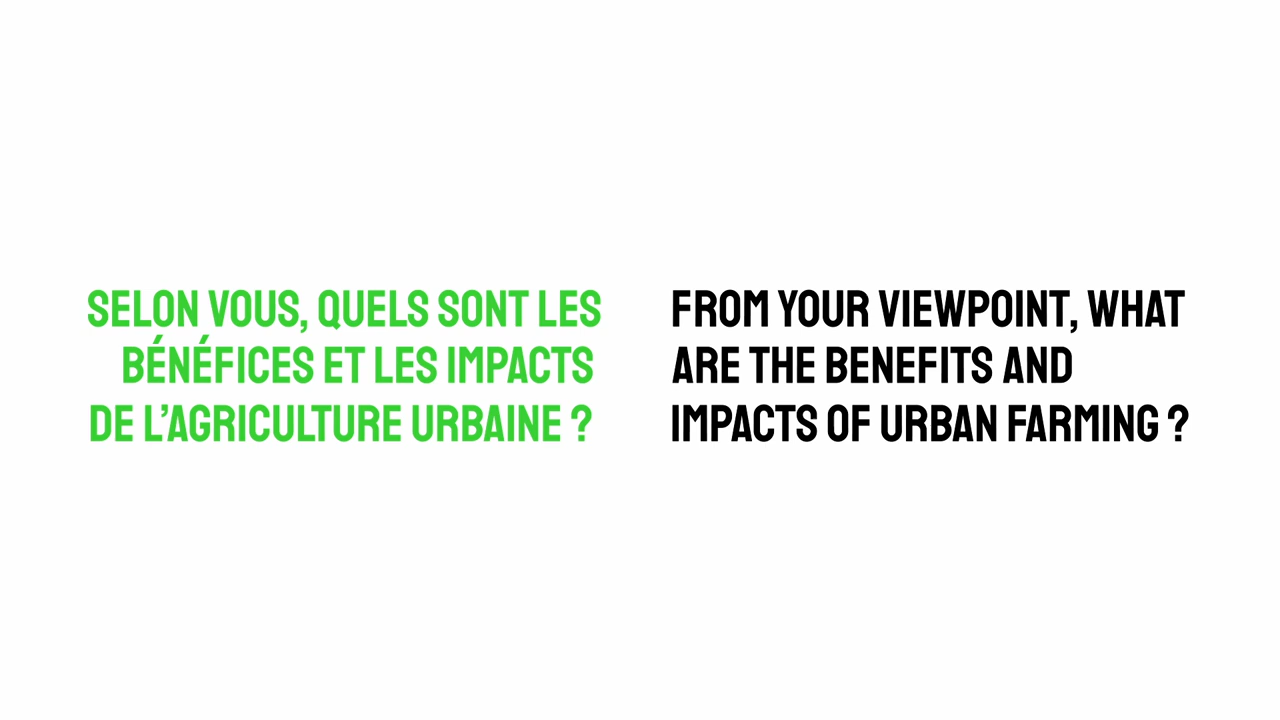 SELON VOUS, QUELS SONT LES
BÉNÉFICES ET LES IMPACTS
DE L’AGRICULTURE URBAINE ?
FROM YOUR VIEWPOINT, WHAT
ARE THE BENEFITS AND
IMPACTS OF URBAN FARMING ?